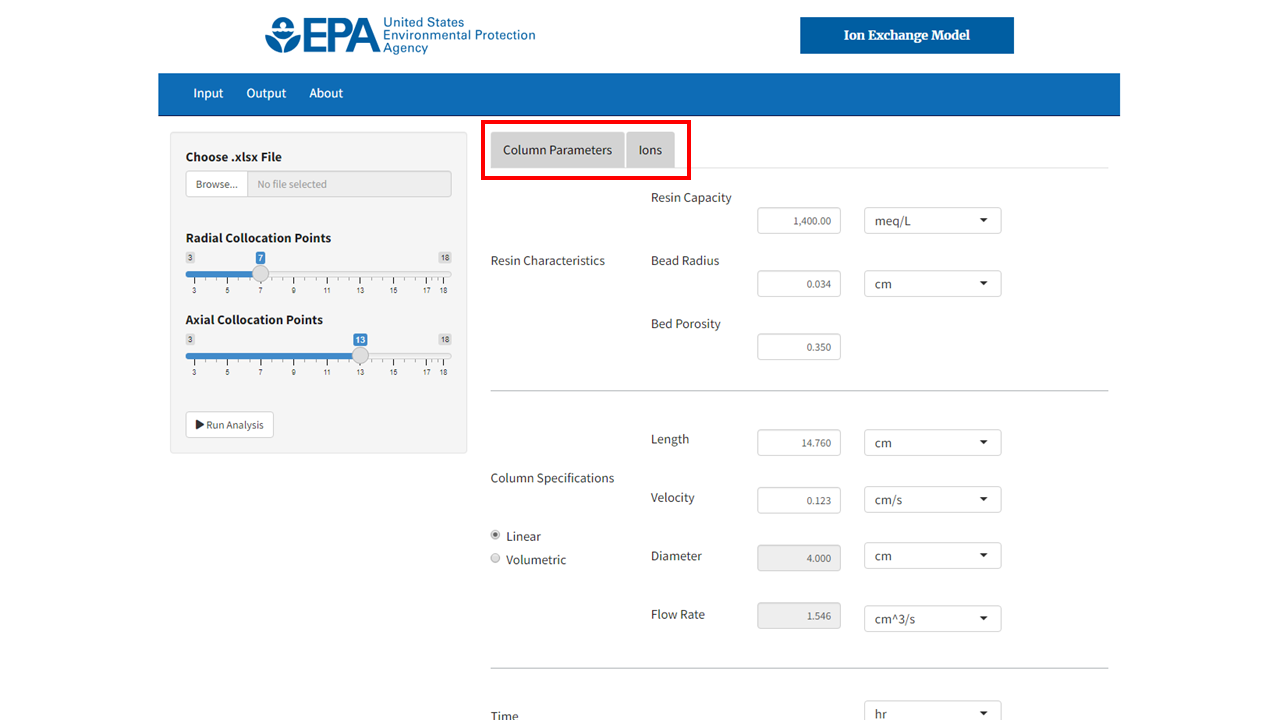 EPA
United States
Environmental Protection
Agency
Ion Exchange Model
Input Output About
Choose .xlsx File
Browse... No file selected
Radial Collocation Points
3 7 18
3 5 7 9 11 13 15 17 18
Axial Collocation Points
3 13 18
3 5 7 9 11 13 15 17 18
Run Analysis
Column Parameters Ions
Resin Characteristics
Resin Capacity
1,400.00 meq/L
Bead Radius
0.034 cm
Bed Porosity
0.350
Column Specifications
Linear
Volumetric
Length
14.760 cm
Velocity
0.123 cm/s
Diameter
4.000 cm
Flow Rate
1.546 cm^3/s
Time
hr